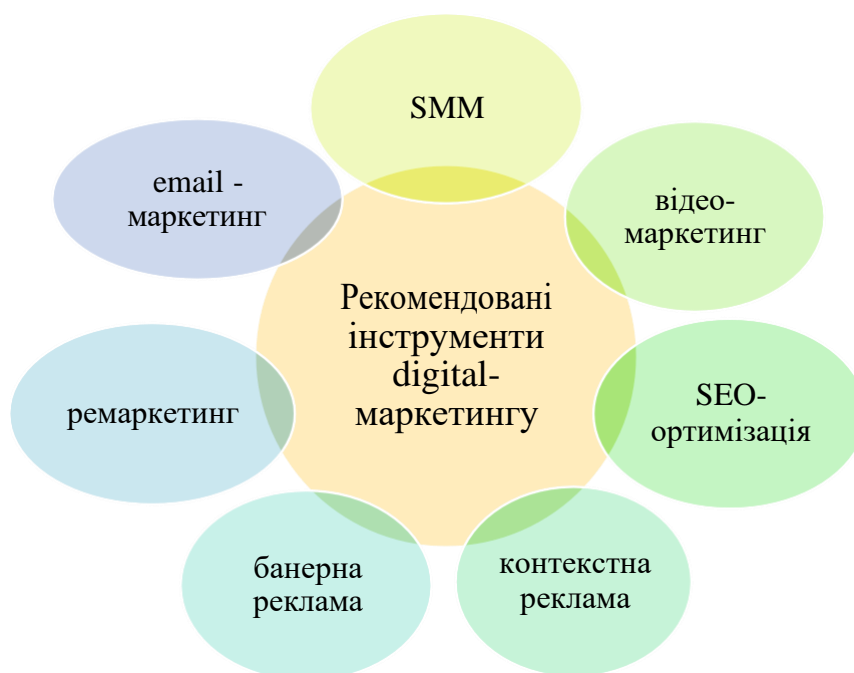 SMM
відео-
маркетинг
SEO-
ортимізація
контекстна
реклама
банерна
реклама
ремаркетинг
email -
маркетинг
Рекомендовані
інструменти
digital-
маркетингу